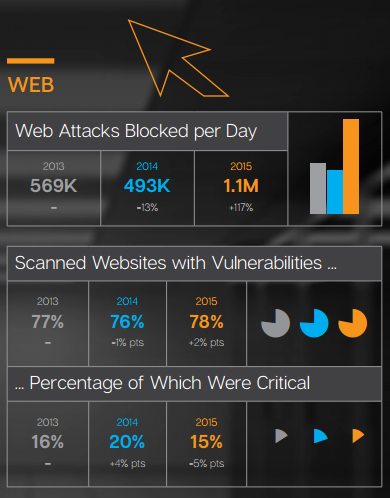 WEB
Web Attacks Blocked per Day
2013 2014 2015
569K 493K 1.1M
– -13% +117%
Scanned Websites with Vulnerabilities ...
2013 2014 2015
77% 76% 78%
– -1% pts +2% pts
... Percentage of Which Were Critical
2013 2014 2015
16% 20% 15%
– +4% pts -5% pts